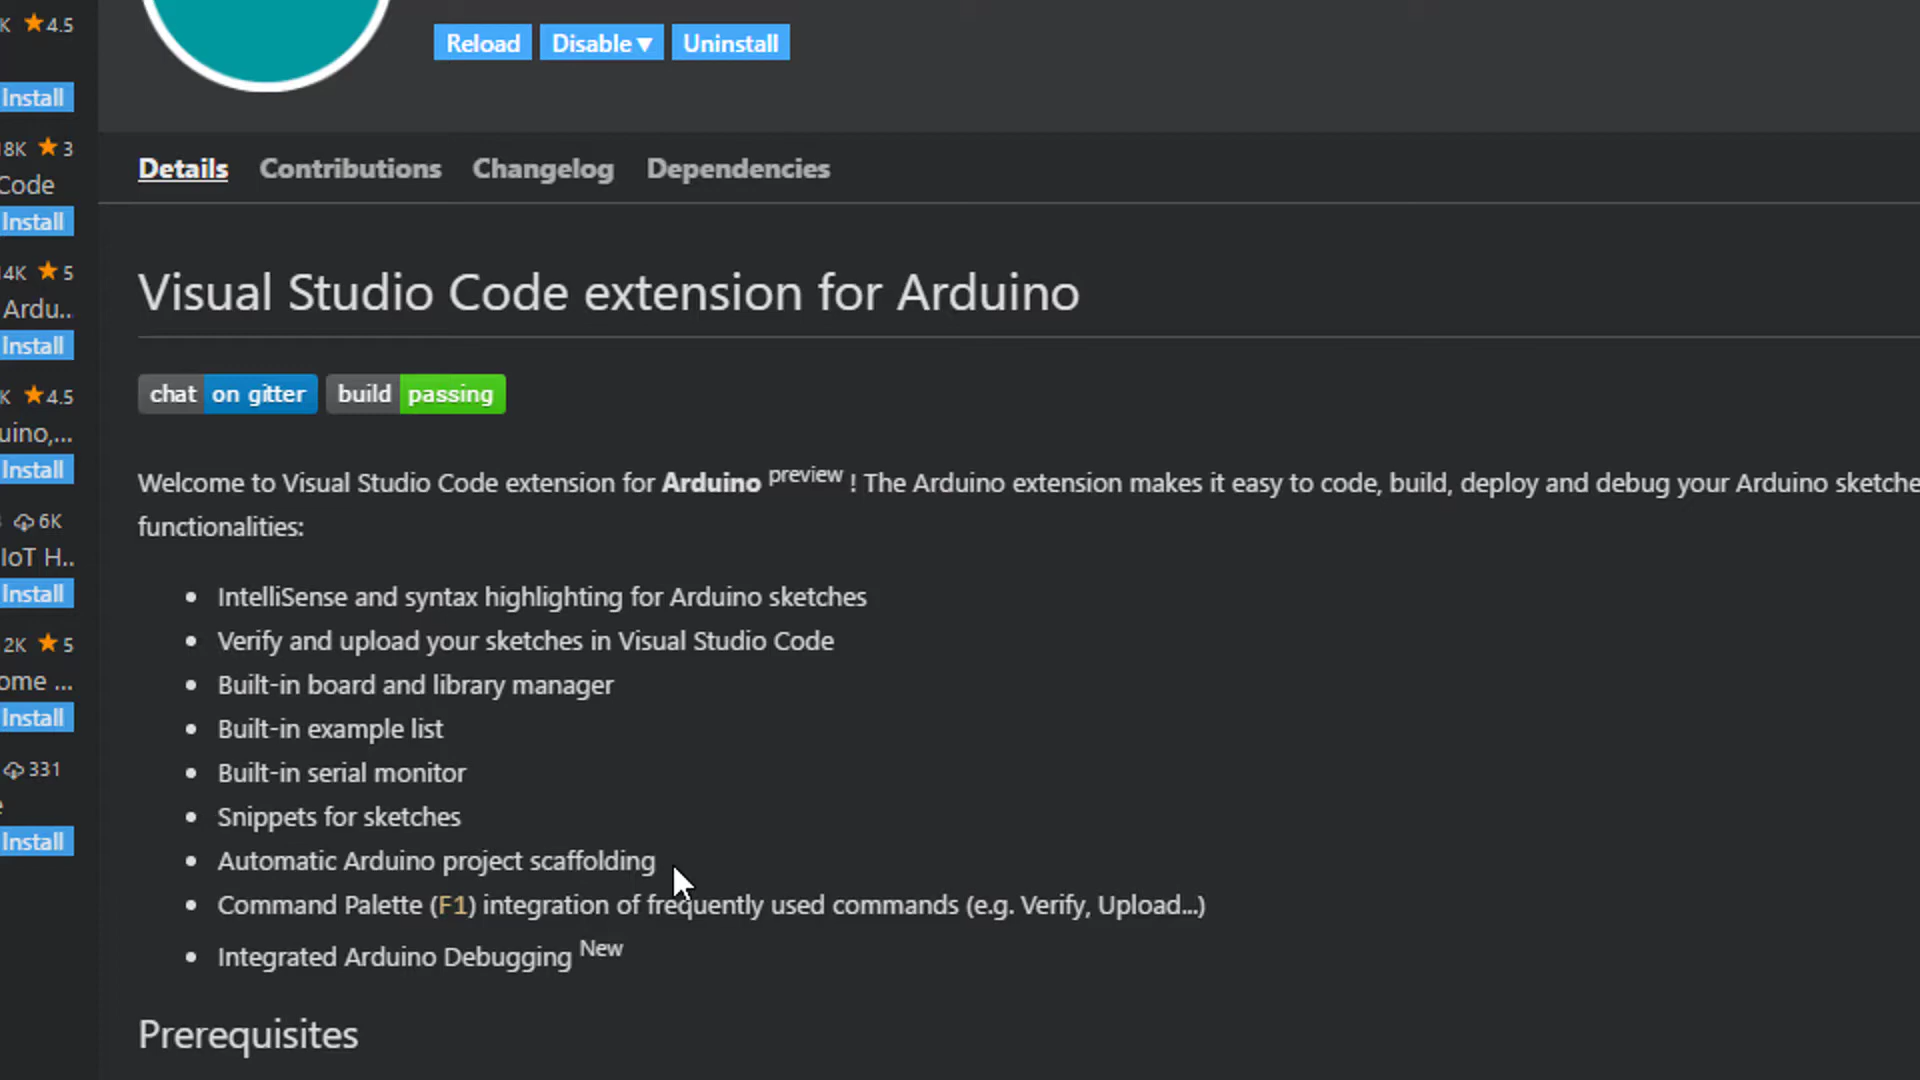 K ★4.5
Install
8K ★3
Code
Install
4K ★5
Ardu...
Install
K ★4.5
uino,...
Install
6K
IoT H..
Install
2K ★5
ome ...
Install
331
Install
Reload Disable▼ Uninstall
Details Contributions Changelog Dependencies
Visual Studio Code extension for Arduino
chat on gitter build passing
Welcome to Visual Studio Code extension for Arduino preview ! The Arduino extension makes it easy to code, build, deploy and debug your Arduino sketche
functionalities:
• IntelliSense and syntax highlighting for Arduino sketches
• Verify and upload your sketches in Visual Studio Code
• Built-in board and library manager
• Built-in example list
• Built-in serial monitor
• Snippets for sketches
• Automatic Arduino project scaffolding
• Command Palette (F1) integration of frequently used commands (e.g. Verify, Upload...)
• Integrated Arduino Debugging New
Prerequisites